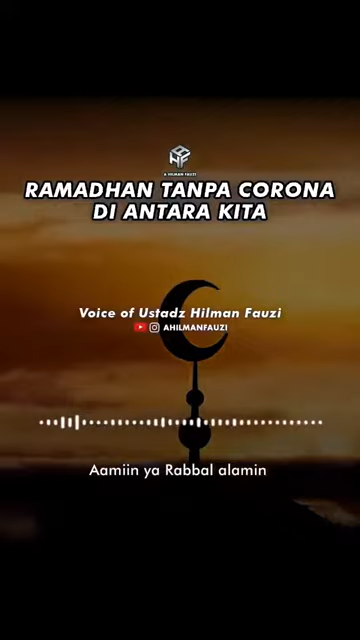 A HILMAN FAUZI
RAMADHAN TANPA CORONA
DI ANTARA KITA
Voice of Ustadz Hilman Fauzi
AHILMANFAUZI
Aamiin ya Rabbal alamin